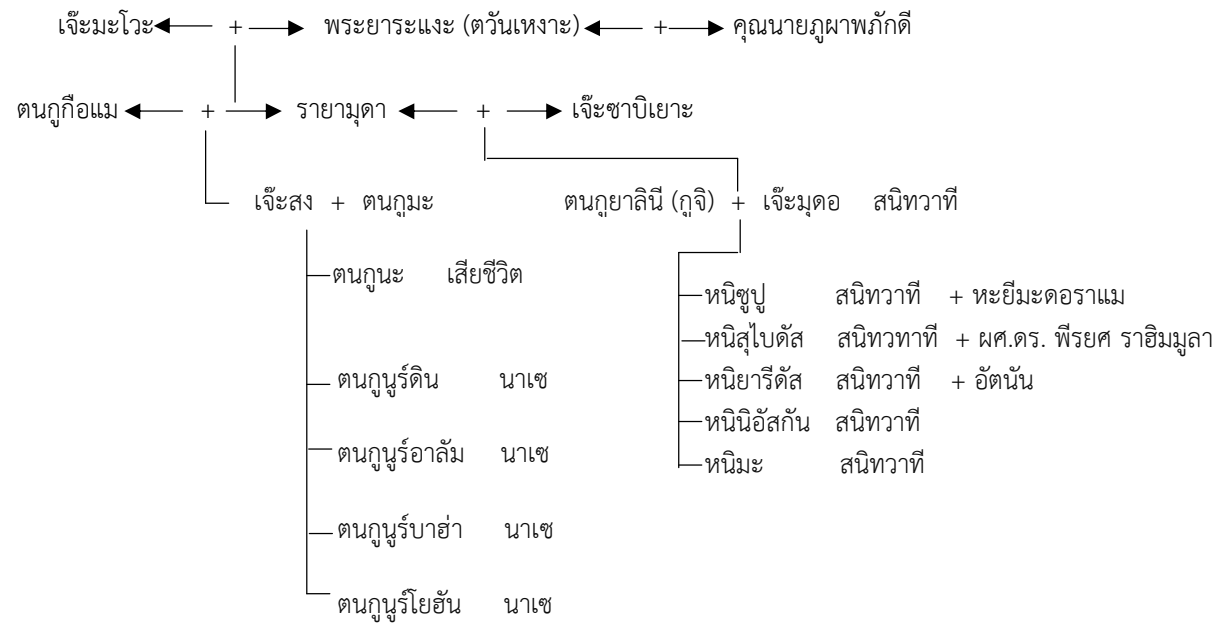 เจ๊ะมะโวะ + พระยาระแงะ (ตวันเหงาะ) + คุณนายภูผาพภักดี
ตนกูกือแม + รายามุดา + เจ๊ะซาบิเยาะ
เจ๊ะสง + ตนกูมะ ตนกูยาลินี (กูจิ) + เจ๊ะมุดอ สนิทวาที
ตนกูนะ เสียชีวิต
หนิซูปู สนิทวาที + หะยีมะดอราแม
หนิสุไบดัส สนิทวทาที + ผศ.ดร. พีรยศ ราฮิมมูลา
ตนกูนูร์ดิน นาเซ หนิยารีดัส สนิทวาที + อัตนัน
หนินิอัสกัน สนิทวาที
ตนกูนูร์อาลัม นาเซ หนิมะ สนิทวาที
ตนกูนูร์บาฮ่า นาเซ
ตนกูนูร์โยฮัน นาเซ